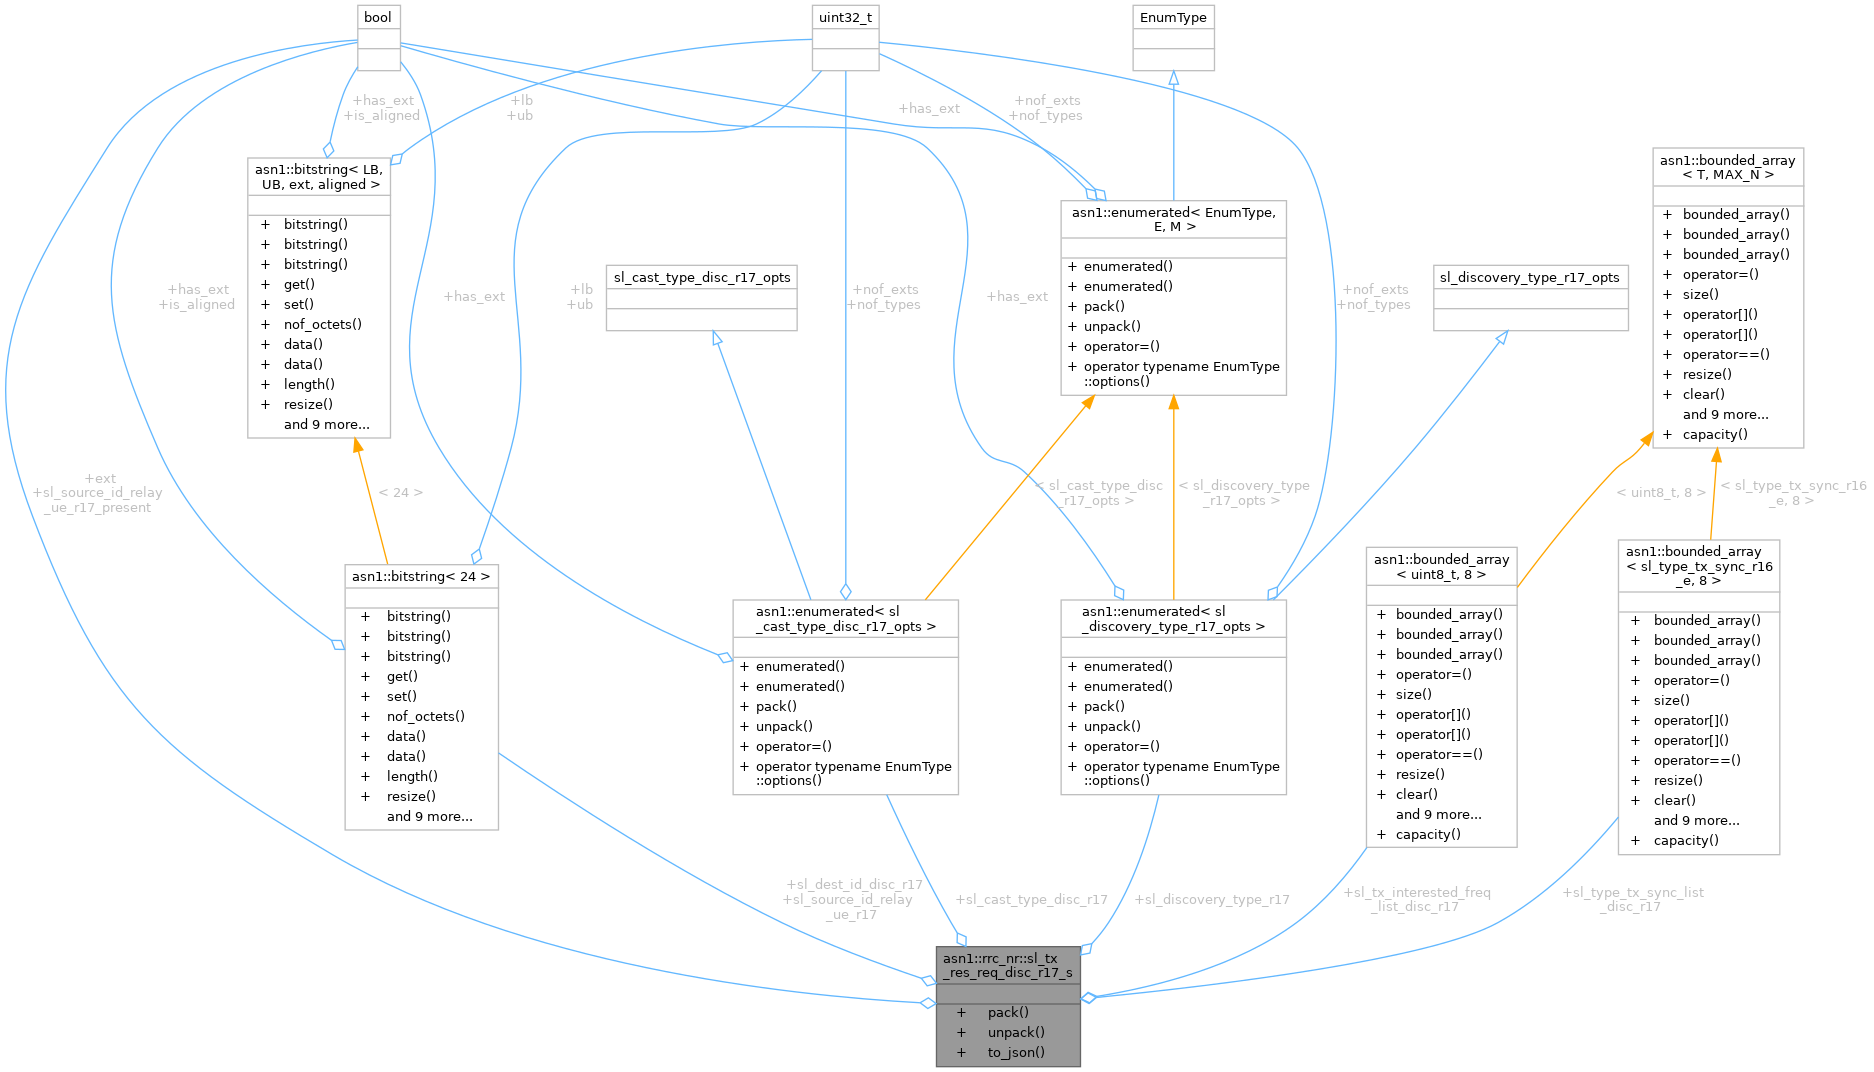 bool
uint32_t
EnumType
+has_ext
+is_aligned
+lb
+ub
+has_ext
+nof_exts
+nof_types
asn1::bitstring< LB,
UB, ext, aligned >
+ bitstring()
+ bitstring()
+ bitstring()
+ get()
+ set()
+ nof_octets()
+ data()
+ data()
+ length()
+ resize()
and 9 more...
asn1::enumerated< EnumType,
E, M >
+ enumerated()
+ enumerated()
+ pack()
+ unpack()
+ operator=()
+ operator typename EnumType
::options()
asn1::bounded_array
< T, MAX_N >
+ bounded_array()
+ bounded_array()
+ bounded_array()
+ operator=()
+ size()
+ operator[]()
+ operator[]()
+ operator==()
+ resize()
+ clear()
and 9 more...
+ capacity()
sl_cast_type_disc_r17_opts
sl_discovery_type_r17_opts
+has_ext
+is_aligned
+has_ext
+lb
+ub
+nof_exts
+nof_types
+has_ext
+nof_exts
+nof_types
+ext
+sl_source_id_relay
_ue_r17_present
< 24 >
< sl_cast_type_disc
_r17_opts >
< sl_discovery_type
_r17_opts >
< uint8_t, 8 >
< sl_type_tx_sync_r16
_e, 8 >
asn1::bitstring< 24 >
+ bitstring()
+ bitstring()
+ bitstring()
+ get()
+ set()
+ nof_octets()
+ data()
+ data()
+ length()
+ resize()
and 9 more...
asn1::enumerated< sl
_cast_type_disc_r17_opts >
+ enumerated()
+ enumerated()
+ pack()
+ unpack()
+ operator=()
+ operator typename EnumType
::options()
asn1::enumerated< sl
_discovery_type_r17_opts >
+ enumerated()
+ enumerated()
+ pack()
+ unpack()
+ operator=()
+ operator typename EnumType
::options()
asn1::bounded_array
< uint8_t, 8 >
+ bounded_array()
+ bounded_array()
+ bounded_array()
+ operator=()
+ size()
+ operator[]()
+ operator[]()
+ operator==()
+ resize()
+ clear()
and 9 more...
+ capacity()
asn1::bounded_array
< sl_type_tx_sync_r16
_e, 8 >
+ bounded_array()
+ bounded_array()
+ bounded_array()
+ operator=()
+ size()
+ operator[]()
+ operator[]()
+ operator==()
+ resize()
+ clear()
and 9 more...
+ capacity()
+sl_dest_id_disc_r17
+sl_source_id_relay
_ue_r17
+sl_cast_type_disc_r17
+sl_discovery_type_r17
+sl_tx_interested_freq
_list_disc_r17
+sl_type_tx_sync_list
_disc_r17
asn1::rrc_nr::sl_tx
_res_req_disc_r17_s
+ pack()
+ unpack()
+ to_json()